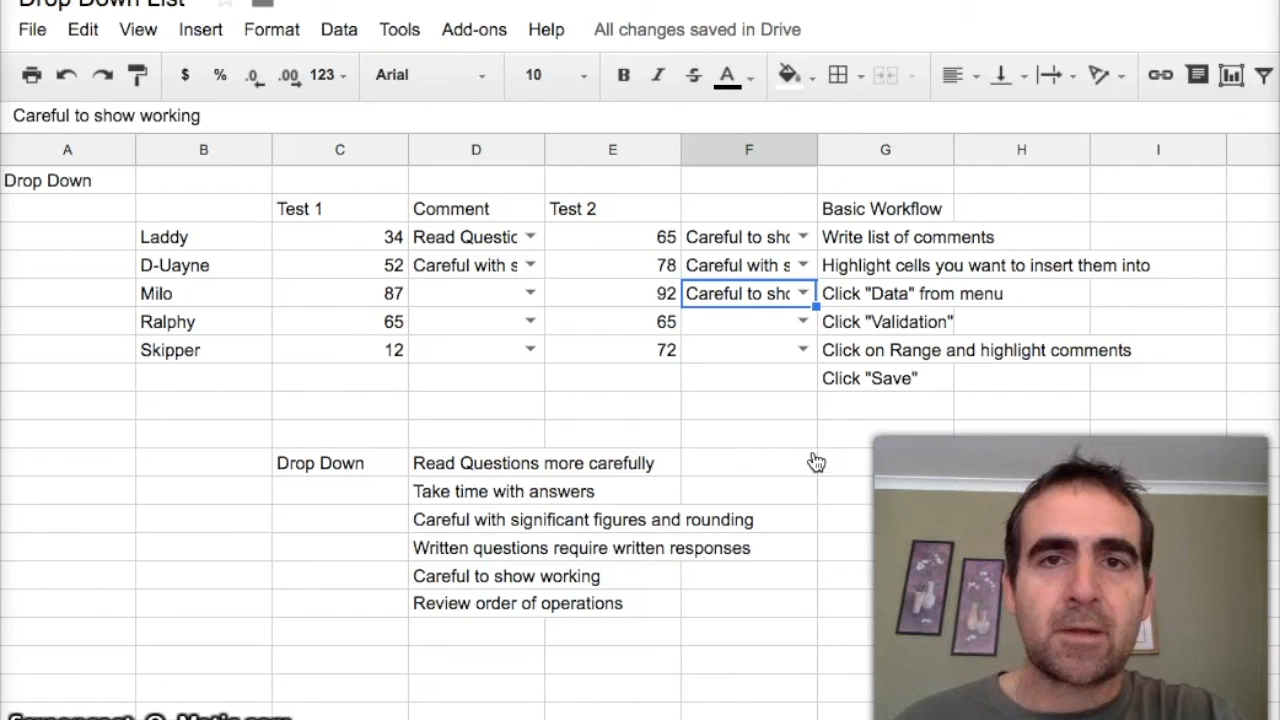 Drop Down List
File Edit View Insert Format Data Tools Add-ons Help All changes saved in Drive
$ % .0 .00 123 Arial 10 B I S A
Careful to show working
A B C D E F G H I
Drop Down
Test 1 Comment Test 2 Basic Workflow
Laddy 34 Read Questic 65 Careful to sho Write list of comments
D-Uayne 52 Careful with s 78 Careful with s Highlight cells you want to insert them into
Milo 87 92 Careful to sho Click "Data" from menu
Ralphy 65 65 Click "Validation"
Skipper 12 72 Click on Range and highlight comments
Click "Save"
Drop Down Read Questions more carefully
Take time with answers
Careful with significant figures and rounding
Written questions require written responses
Careful to show working
Review order of operations
Screencast-O-Matic.com